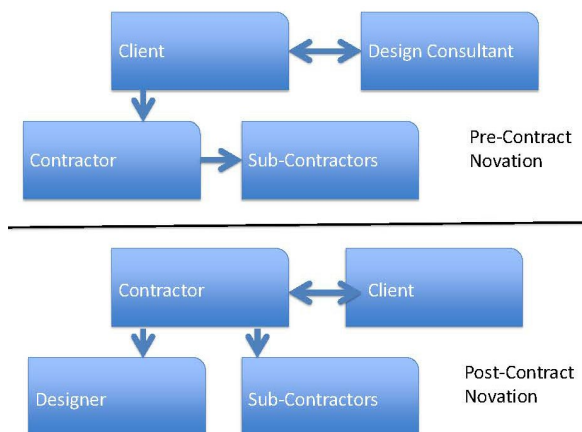 Client
Design Consultant
Contractor
Sub-Contractors
Pre-Contract
Novation
Contractor
Client
Designer
Sub-Contractors
Post-Contract
Novation